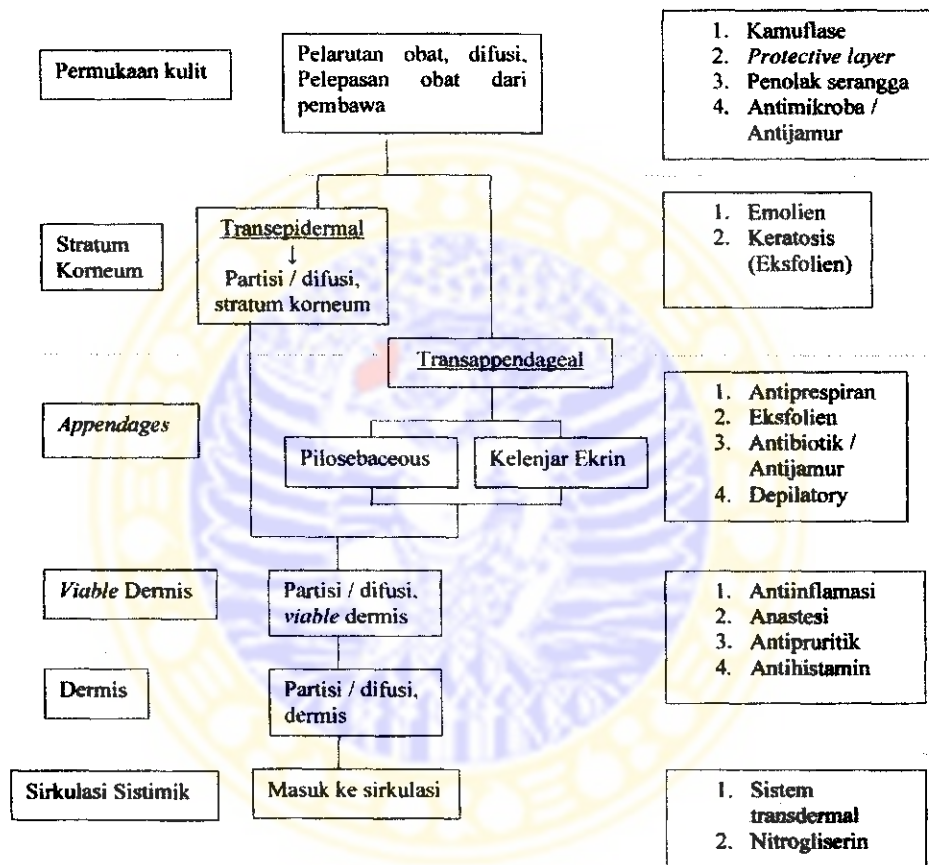 Permukaan kulit
Pelarutan obat, difusi,
Pelepasan obat dari
pembawa
1. Kamuflase
2. Protective layer
3. Penolak serangga
4. Antimikroba /
Antijamur
Stratum
Korneum
Transepidermal
↓
Partisi / difusi,
stratum korneum
1. Emolien
2. Keratosis
(Eksfolien)
Transappendageal
Appendages
Pilosebaceous
Kelenjar Ekrin
1. Antiprespiran
2. Eksfolien
3. Antibiotik /
Antijamur
4. Depilatory
Viable Dermis
Partisi / difusi,
viable dermis
1. Antiinflamasi
2. Anastesi
3. Antipruritik
4. Antihistamin
Dermis
Partisi / difusi,
dermis
Sirkulasi Sistimik
Masuk ke sirkulasi
1. Sistem
transdermal
2. Nitrogliserin